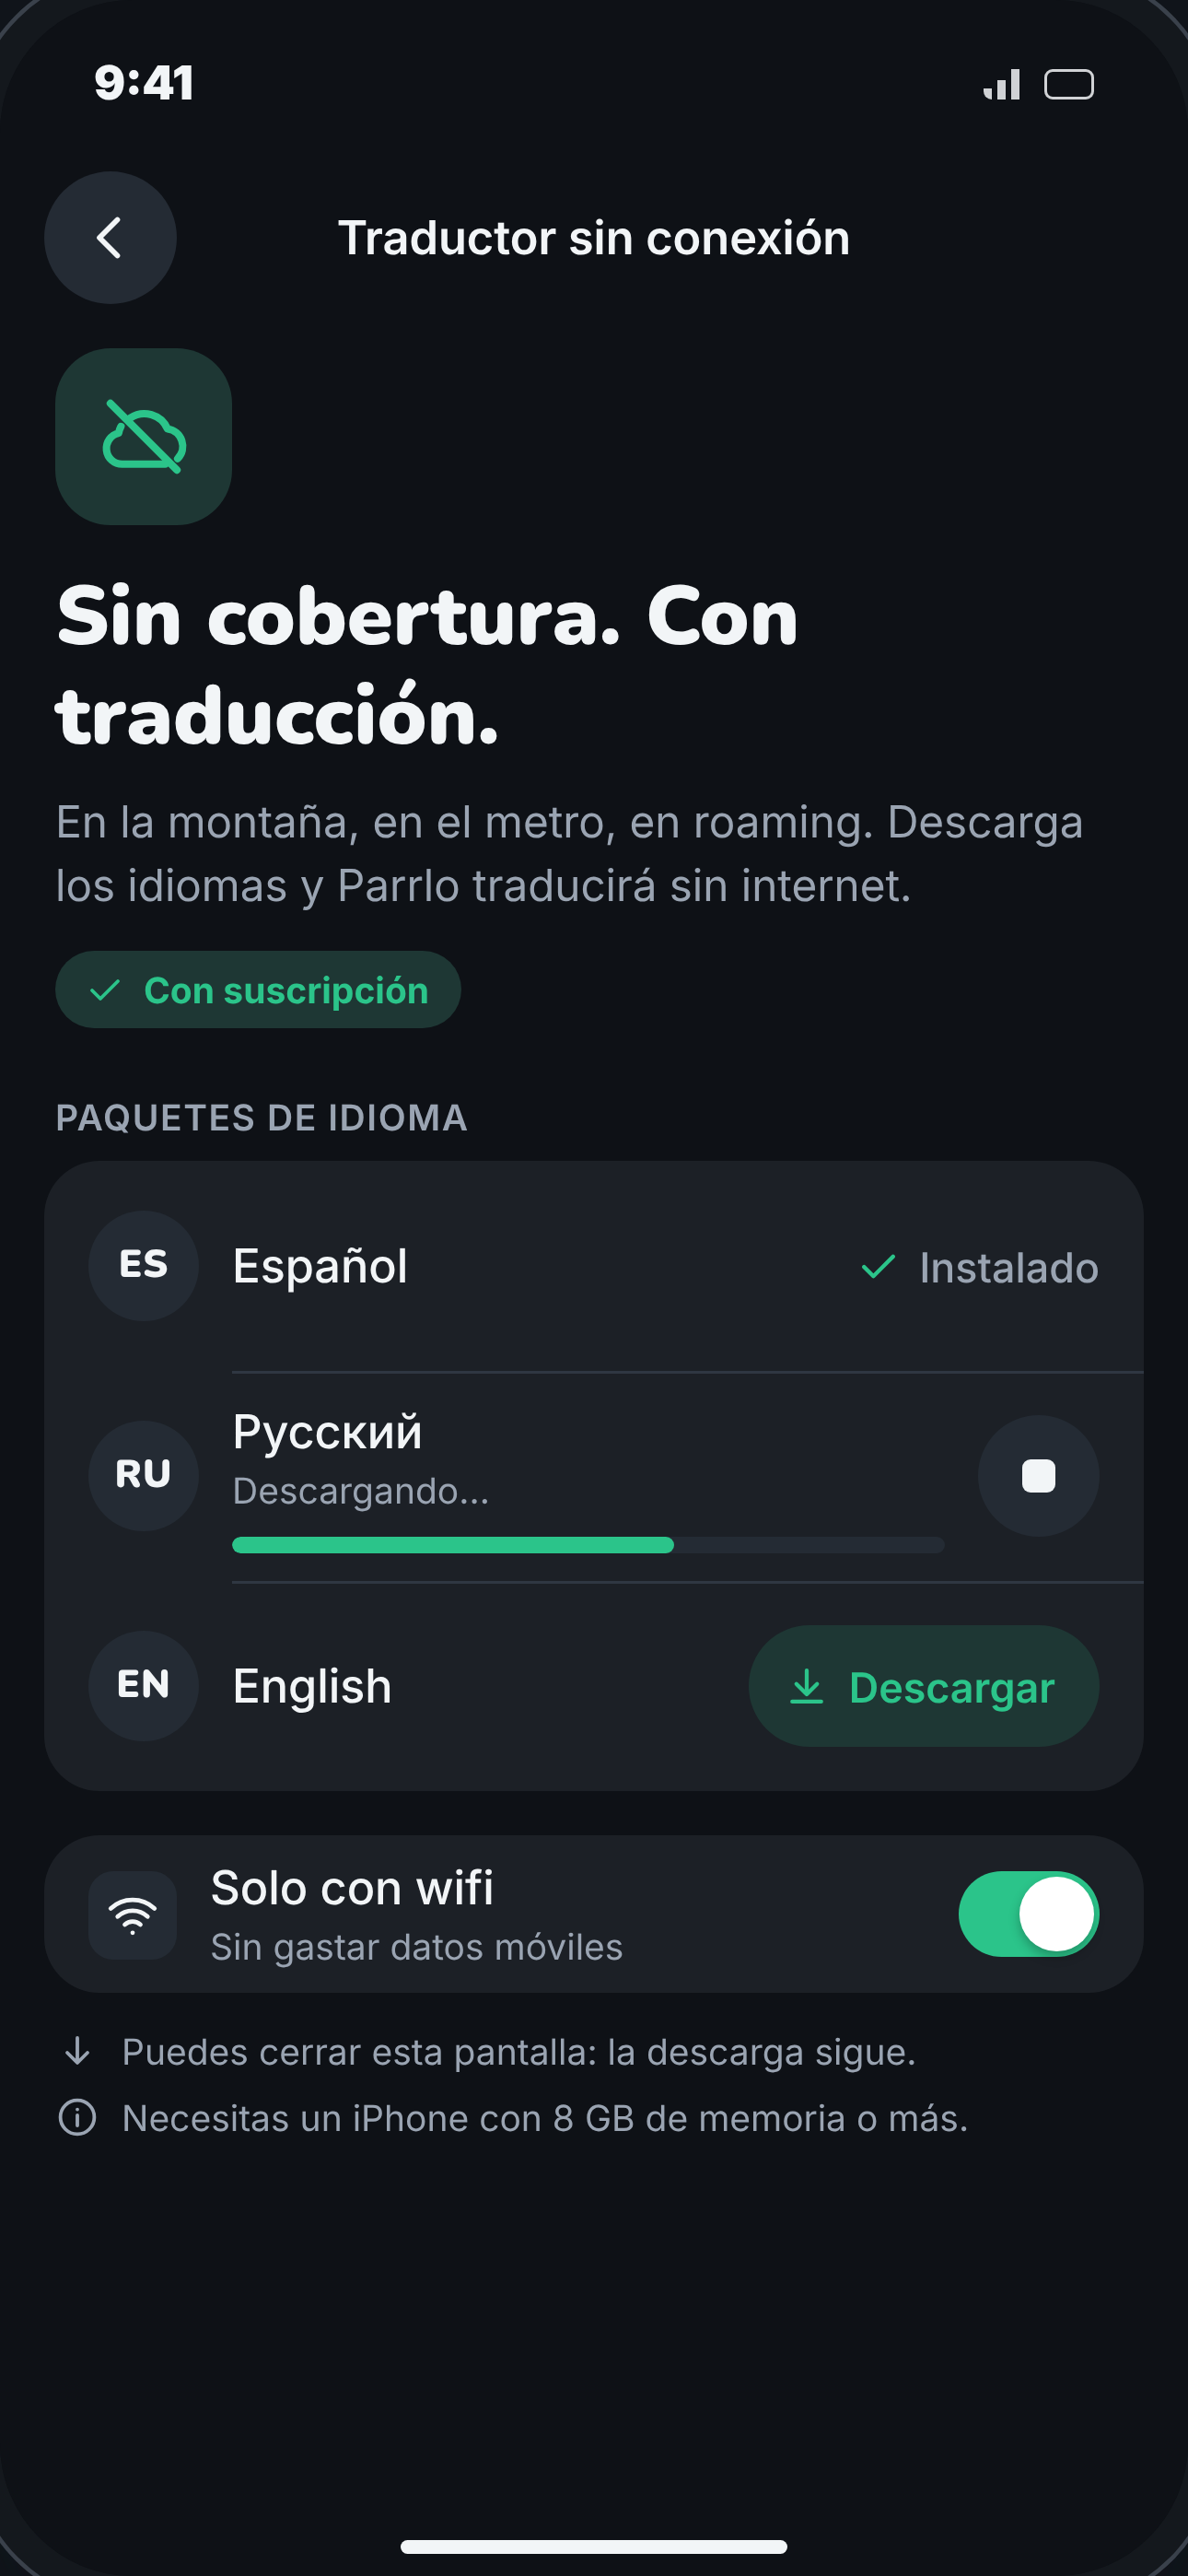 9:41
Traductor sin conexión
Sin cobertura. Con
traducción.
En la montaña, en el metro, en roaming. Descarga
los idiomas y Parrlo traducirá sin internet.
Con suscripción
PAQUETES DE IDIOMA
ES Español Instalado
RU Русский
Descargando...
EN English Descargar
Solo con wifi
Sin gastar datos móviles
Puedes cerrar esta pantalla: la descarga sigue.
Necesitas un iPhone con 8 GB de memoria o más.